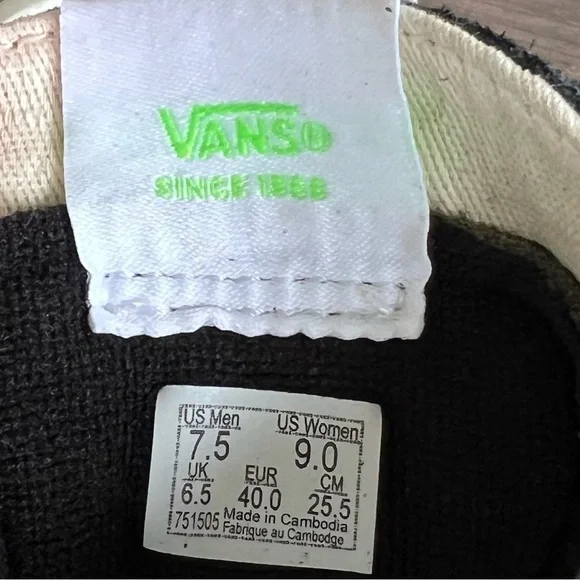 VANS®
SINCE 1966
US Men US Women
7.5 9.0
UK EUR CM
6.5 40.0 25.5
751505 Made in Cambodia
Fabrique au Cambodge